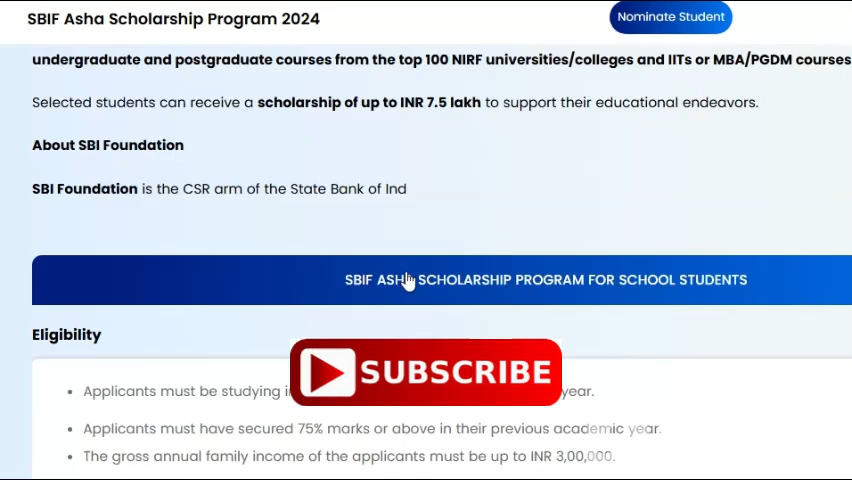 SBIF Asha Scholarship Program 2024
Nominate Student
undergraduate and postgraduate courses from the top 100 NIRF universities/colleges and IITs or MBA/PGDM courses
Selected students can receive a scholarship of up to INR 7.5 lakh to support their educational endeavors.
About SBI Foundation
SBI Foundation is the CSR arm of the State Bank of Ind
SBIF ASHA SCHOLARSHIP PROGRAM FOR SCHOOL STUDENTS
Eligibility
SUBSCRIBE
Applicants must be studying year.
Applicants must have secured 75% marks or above in their previous academic year.
The gross annual family income of the applicants must be up to INR 3,00,000.